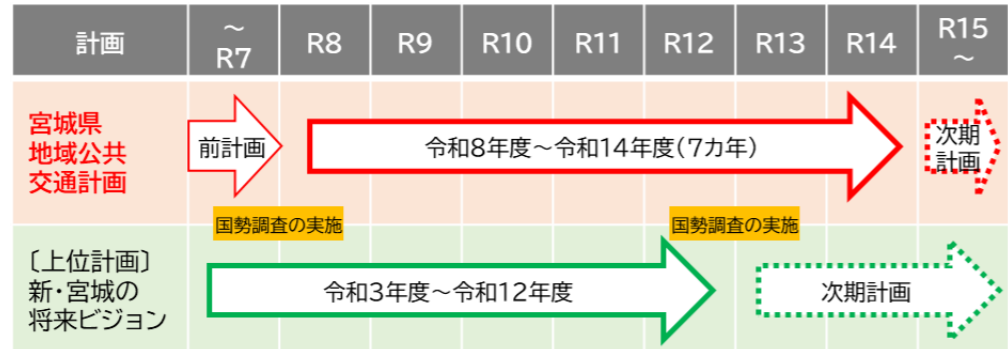 計画
～
R7
R8
R9
R10
R11
R12
R13
R14
R15
～
宮城県
地域公共
交通計画
前計画
令和8年度～令和14年度(7カ年)
次期
計画
国勢調査の実施
国勢調査の実施
〔上位計画〕
新・宮城の
将来ビジョン
令和3年度～令和12年度
次期計画